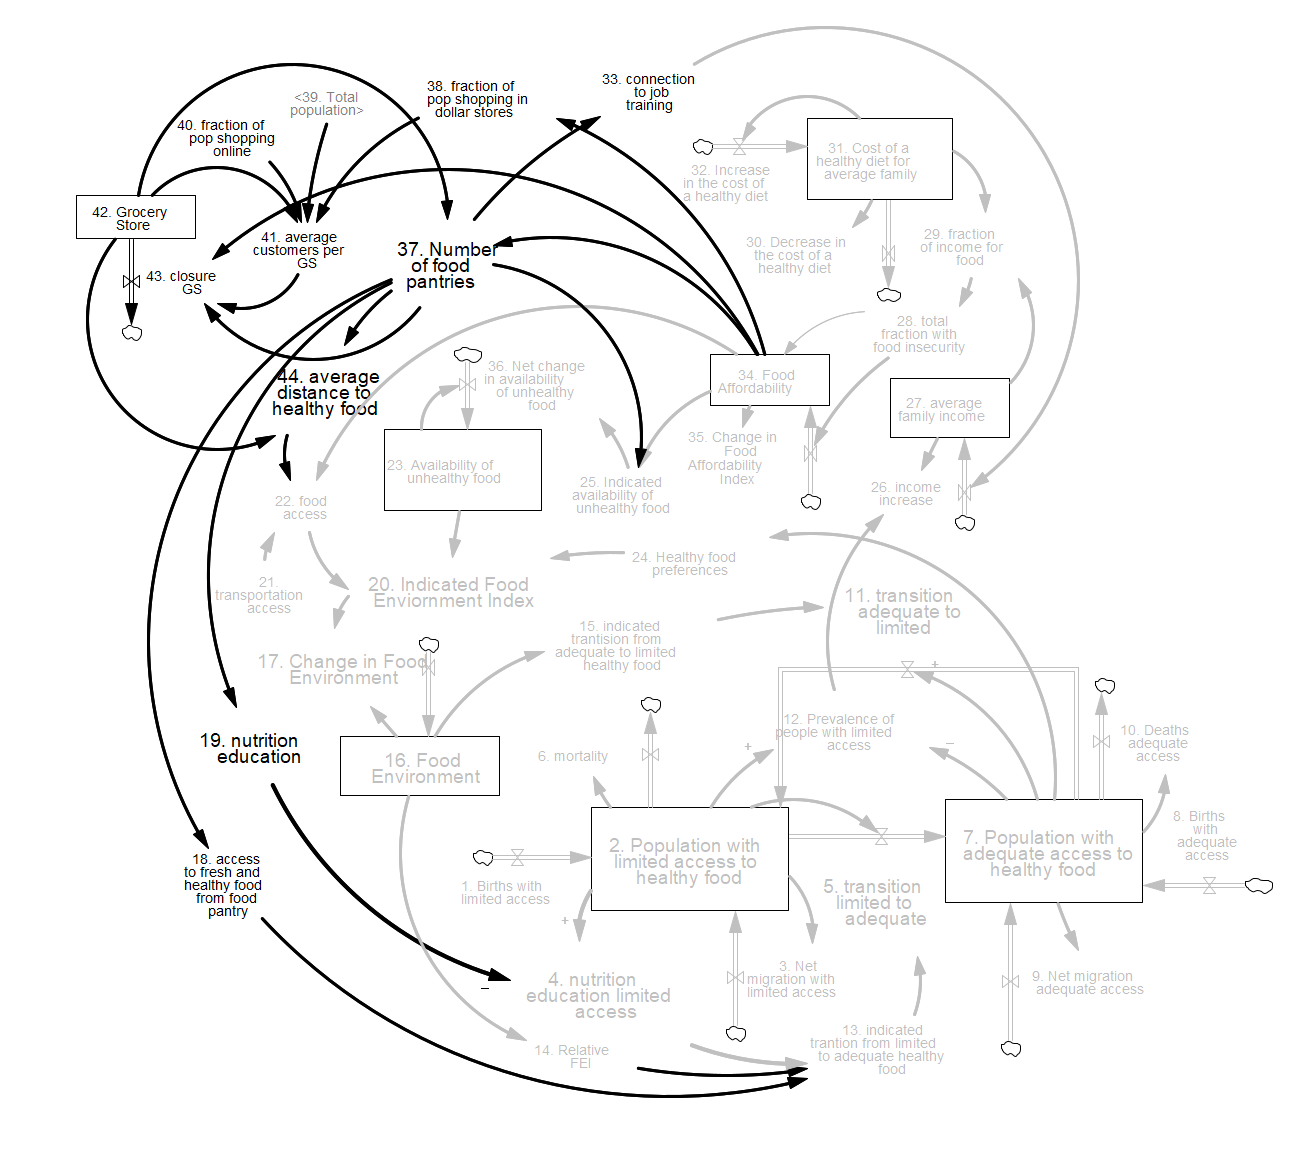 33. connection
to job
training
38. fraction of
pop shopping in
dollar stores
<39. Total
population>
40. fraction of
pop shopping
online
31. Cost of a
healthy diet for
average family
32. Increase
in the cost of
a healthy diet
42. Grocery
Store
41. average
customers per
GS
37. Number
of food
pantries
30. Decrease in
the cost of a
healthy diet
29. fraction
of income for
food
43. closure
GS
28. total
fraction with
food insecurity
44. average
distance to
healthy food
36. Net change
in availability
of unhealthy
food
34. Food
Affordability
27. average
family income
35. Change in
Food
Affordability
Index
23. Availability of
unhealthy food
25. Indicated
availability of
unhealthy food
26. income
increase
22. food
access
24. Healthy food
preferences
21.
transportation
access
20. Indicated Food
Enviornment Index
11. transition
adequate to
limited
15. indicated
trantision from
adequate to limited
healthy food
17. Change in Food
Environment
+
12. Prevalence of
people with limited
access
10. Deaths
adequate
access
19. nutrition
education
16. Food
Environment
6. mortality
+
–
2. Population with
limited access to
healthy food
7. Population with
adequate access to
healthy food
8. Births
with
adequate
access
18. access
to fresh and
healthy food
from food
pantry
1. Births with
limited access
5. transition
limited to
adequate
+
4. nutrition
education limited
access
–
3. Net
migration with
limited access
9. Net migration
adequate access
14. Relative
FEI
13. indicated
trantion from limited
to adequate healthy
food